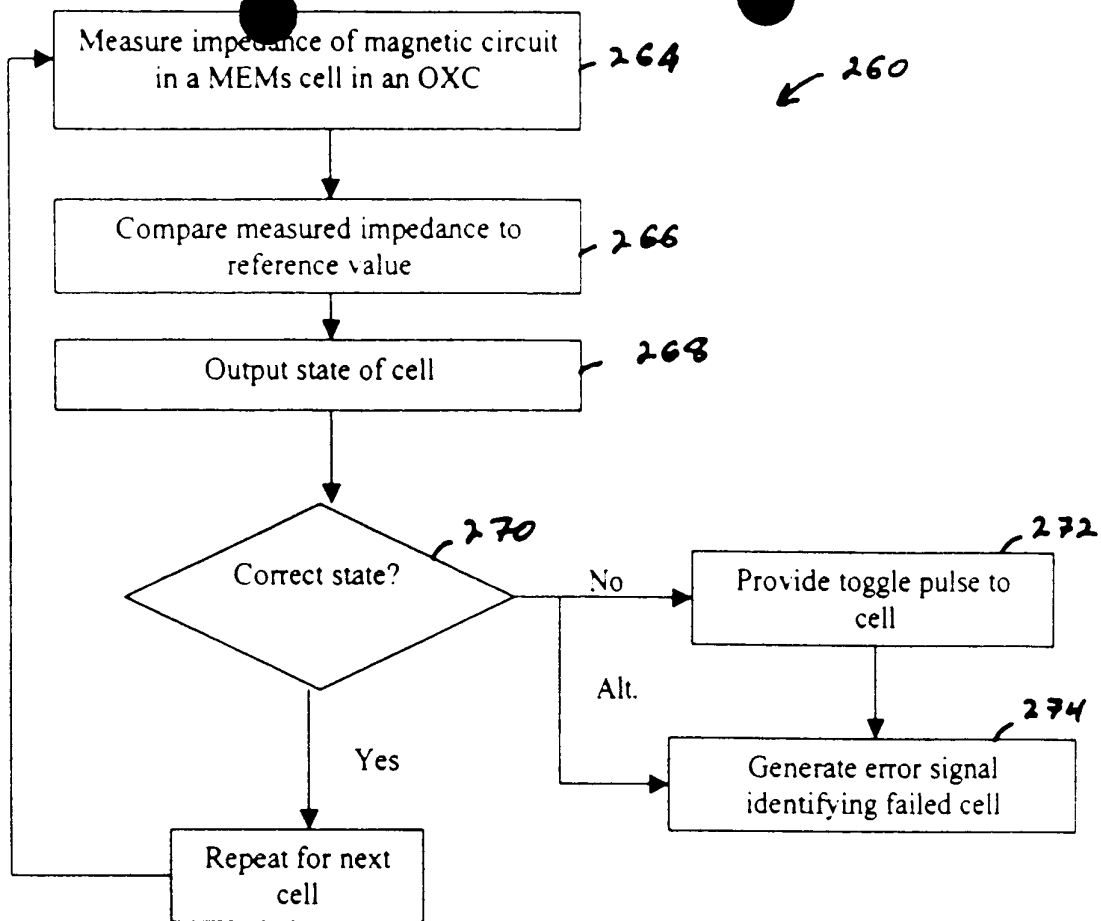 Measure impedance of magnetic circuit
in a MEMs cell in an OXC
264
260
Compare measured impedance to
reference value
266
Output state of cell
268
Correct state?
270
No
Provide toggle pulse to
cell
272
Alt.
Generate error signal
identifying failed cell
274
Yes
Repeat for next
cell